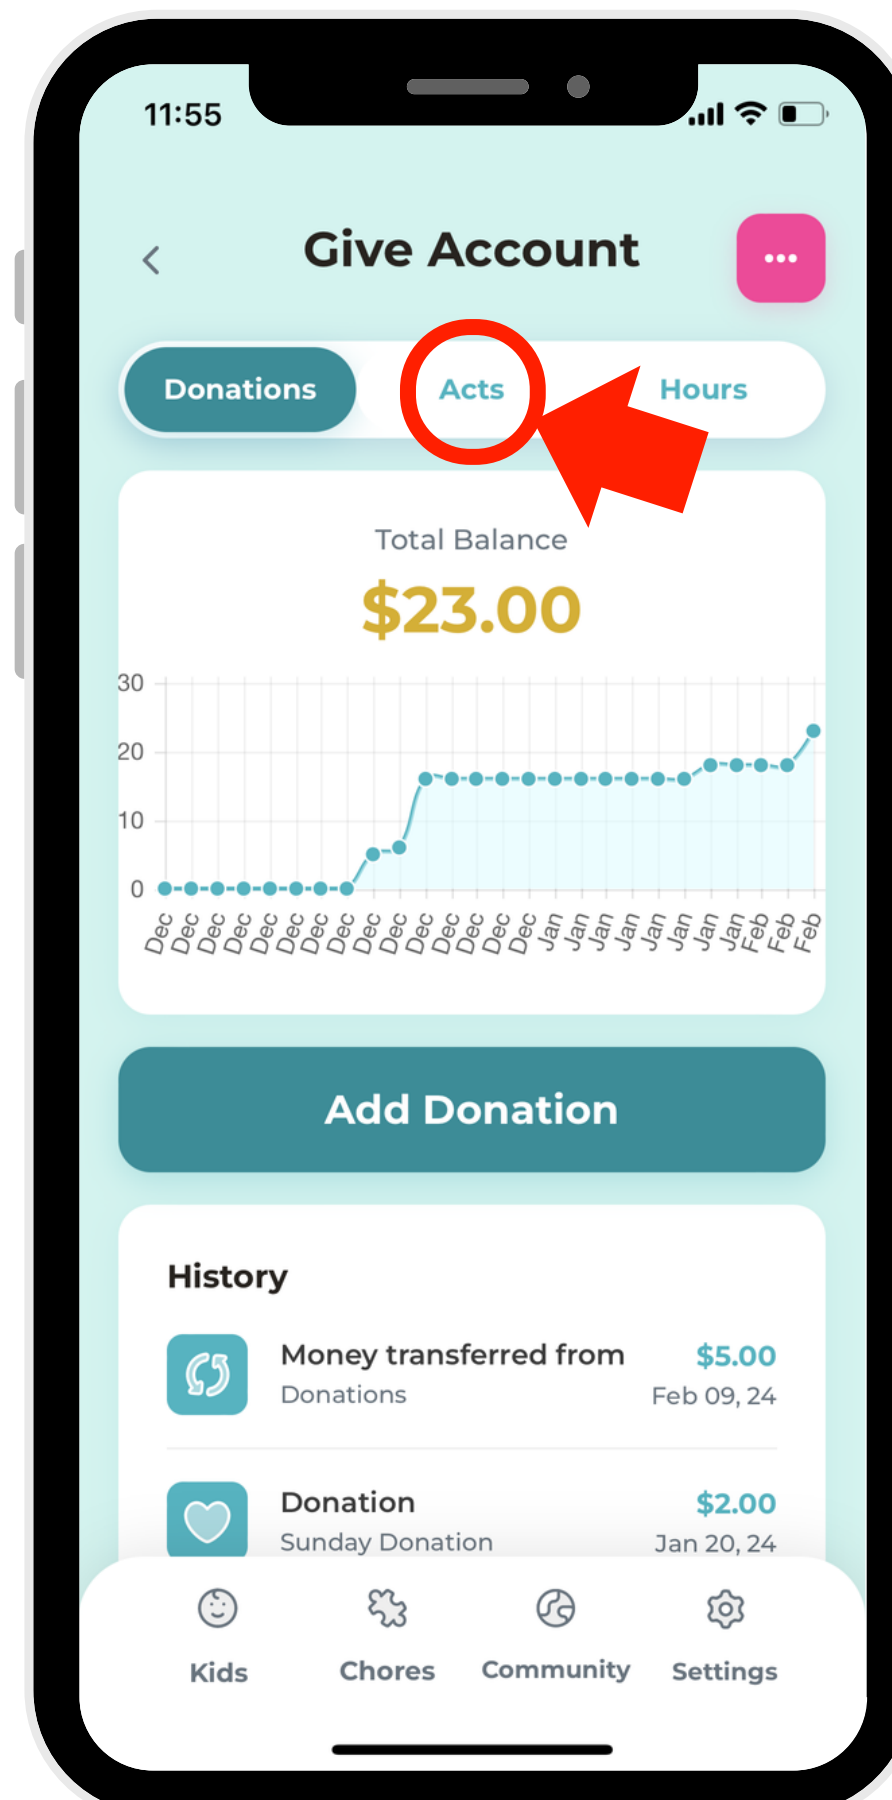 11:55
Give Account
Donations Acts Hours
Total Balance
$23.00
30
20
10
0
Dec Dec Dec Dec Dec Dec Dec Dec Dec Dec Dec Dec Dec Dec Dec Jan Jan Jan Jan Jan Jan Jan Jan Feb Feb Feb
Add Donation
History
Money transferred from $5.00
Donations Feb 09, 24
Donation $2.00
Sunday Donation Jan 20, 24
Kids Chores Community Settings